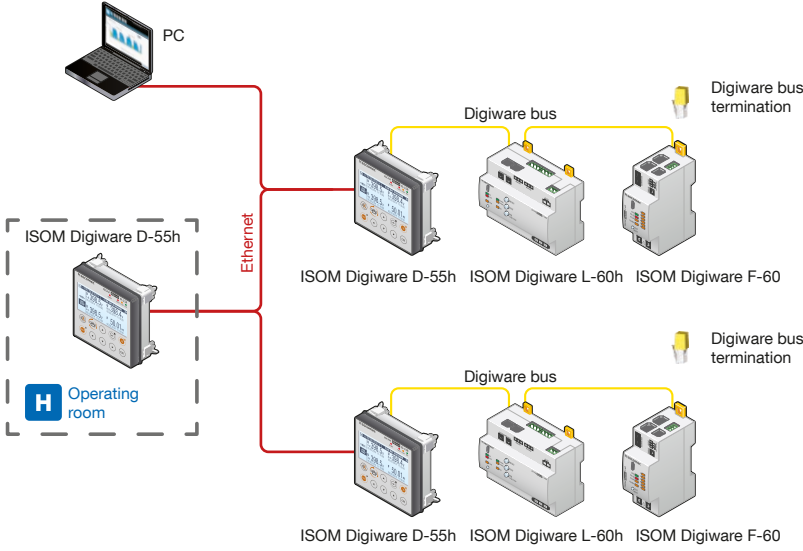 PC
Digiware bus
termination
Digiware bus
Ethernet
ISOM Digiware D-55h
ISOM Digiware D-55h
ISOM Digiware L-60h
ISOM Digiware F-60
H
Operating
room
Digiware bus
termination
Digiware bus
ISOM Digiware D-55h
ISOM Digiware L-60h
ISOM Digiware F-60